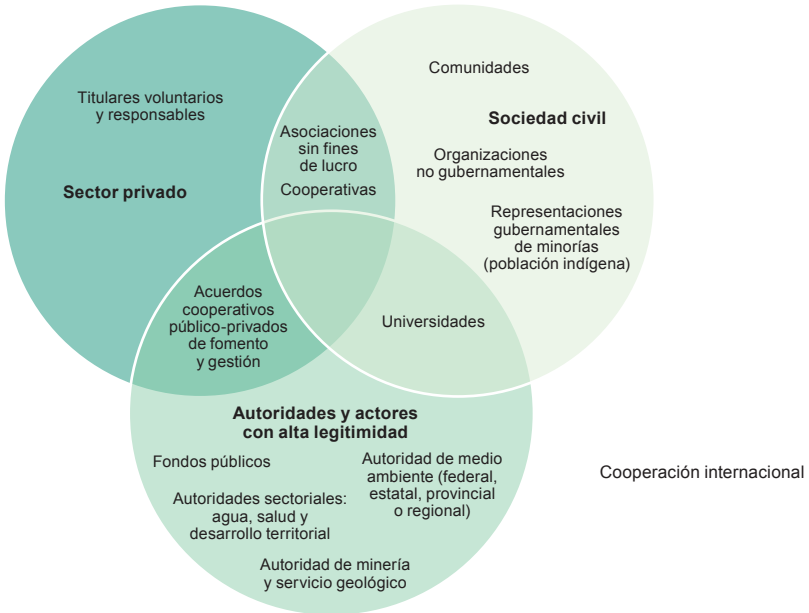 Titulares voluntarios
y responsables
Sector privado
Asociaciones
sin fines
de lucro
Cooperativas
Comunidades
Sociedad civil
Organizaciones
no gubernamentales
Representaciones
gubernamentales
de minorías
(población indígena)
Acuerdos
cooperativos
público-privados
de fomento
y gestión
Universidades
Autoridades y actores
con alta legitimidad
Fondos públicos
Autoridad de medio
ambiente (federal,
estatal, provincial
o regional)
Autoridades sectoriales:
agua, salud y
desarrollo territorial
Autoridad de minería
y servicio geológico
Cooperación internacional